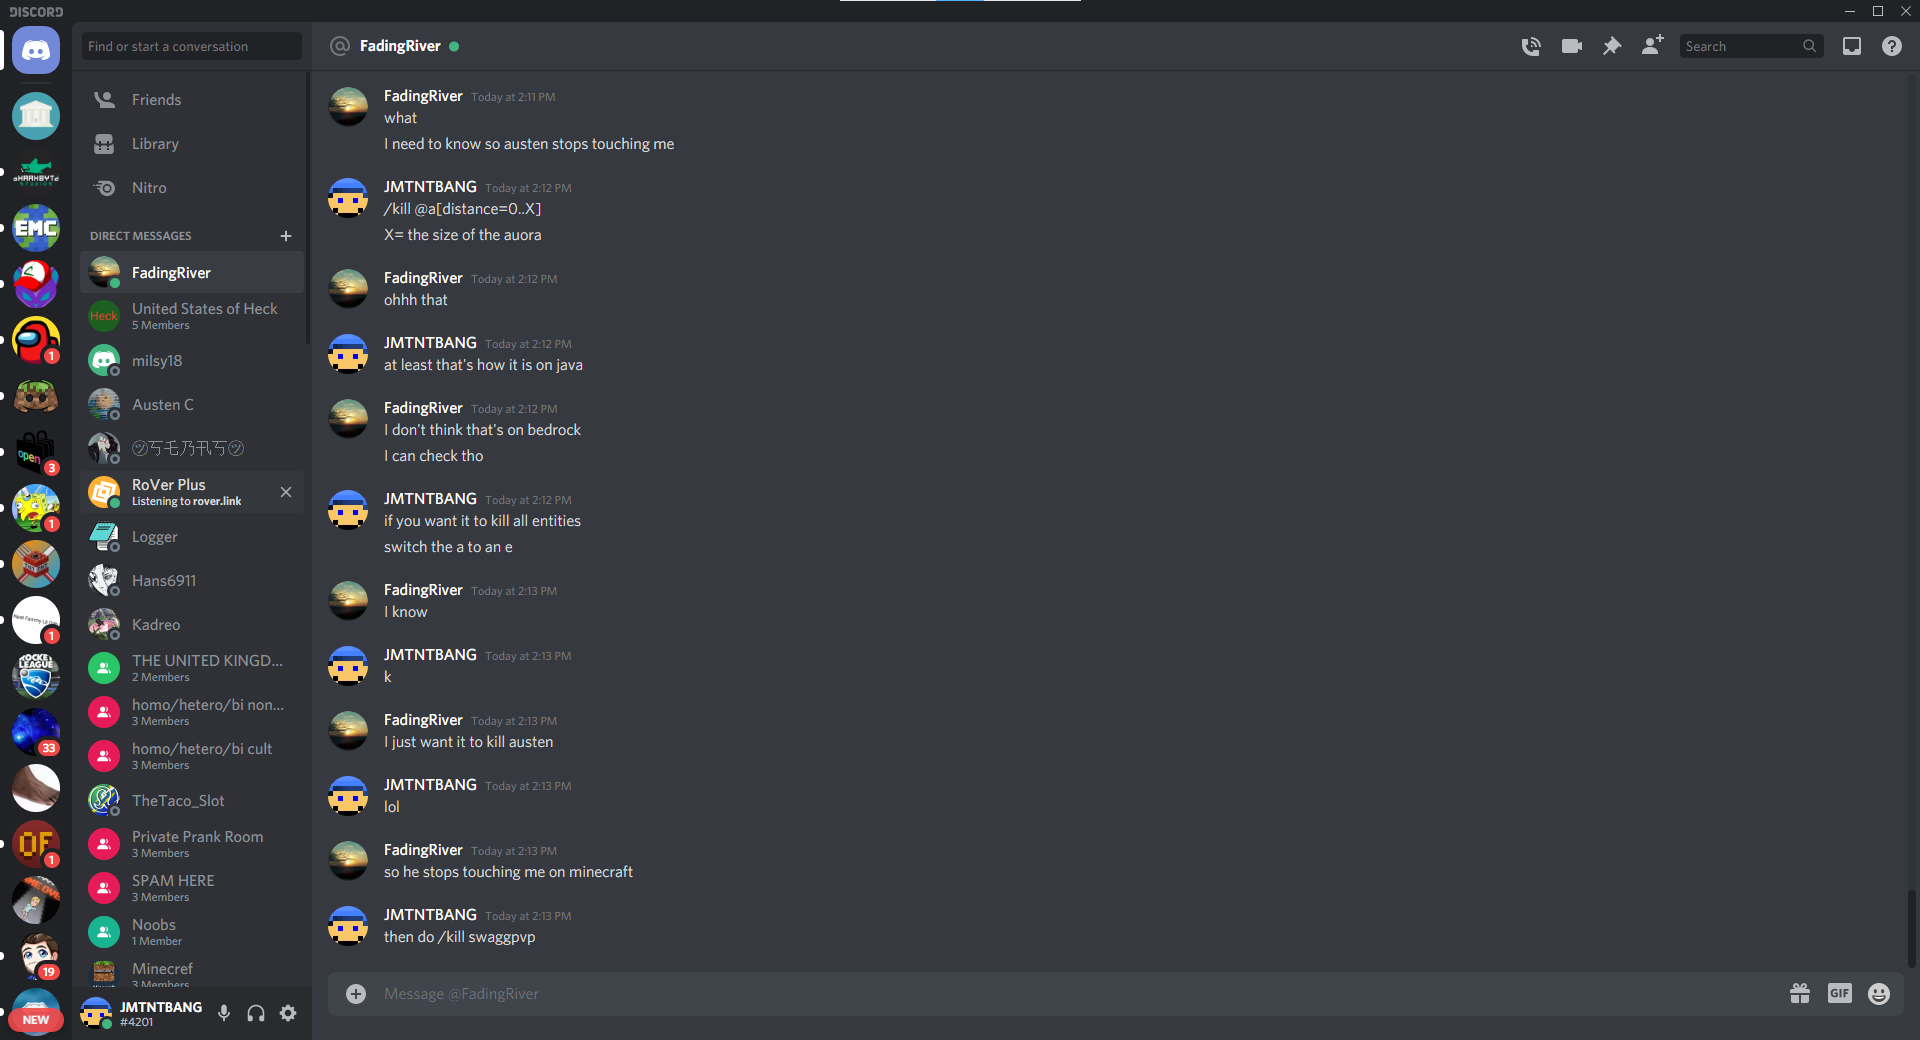 DISCORD
Find or start a conversation
Friends
Library
Nitro
DIRECT MESSAGES
FadingRiver
Heck
United States of Heck
5 Members
milsy18
Austen C
RoVer Plus
Listening to rover.link
Logger
Hans6911
Kadreo
THE UNITED KINGD...
2 Members
homo/hetero/bi non...
3 Members
homo/hetero/bi cult
3 Members
TheTaco_Slot
Private Prank Room
3 Members
SPAM HERE
3 Members
Noobs
1 Member
Minecref
3 Members
JMTNTBANG
#4201
SHARKBYTE
STUDIOS
EMC
1
open
3
1
1
ROCKET
LEAGUE
33
OF
1
19
NEW
FadingRiver
Search
FadingRiver Today at 2:11 PM
what
I need to know so austen stops touching me
JMTNTBANG Today at 2:12 PM
/kill @a[distance=0..X]
X= the size of the auora
FadingRiver Today at 2:12 PM
ohhh that
JMTNTBANG Today at 2:12 PM
at least that's how it is on java
FadingRiver Today at 2:12 PM
I don't think that's on bedrock
I can check tho
JMTNTBANG Today at 2:12 PM
if you want it to kill all entities
switch the a to an e
FadingRiver Today at 2:13 PM
I know
JMTNTBANG Today at 2:13 PM
k
FadingRiver Today at 2:13 PM
I just want it to kill austen
JMTNTBANG Today at 2:13 PM
lol
FadingRiver Today at 2:13 PM
so he stops touching me on minecraft
JMTNTBANG Today at 2:13 PM
then do /kill swaggpvp
Message @FadingRiver
GIF